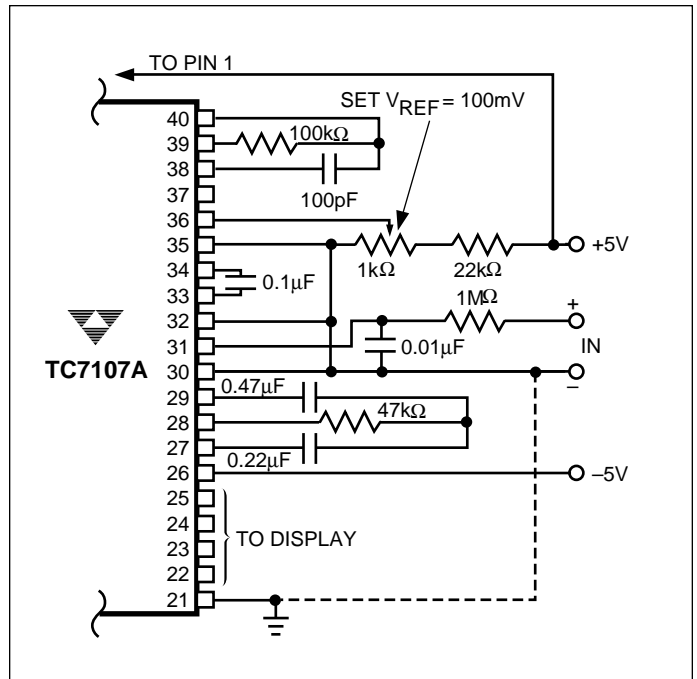 TO PIN 1
SET VREF = 100mV
40
39
100kΩ
38
100pF
37
36
35
+5V
1kΩ
22kΩ
34
0.1µF
33
1MΩ
32
+
31
0.01µF
IN
TC7107A
30
–
29
0.47µF
28
47kΩ
27
0.22µF
26
–5V
25
24
TO DISPLAY
23
22
21